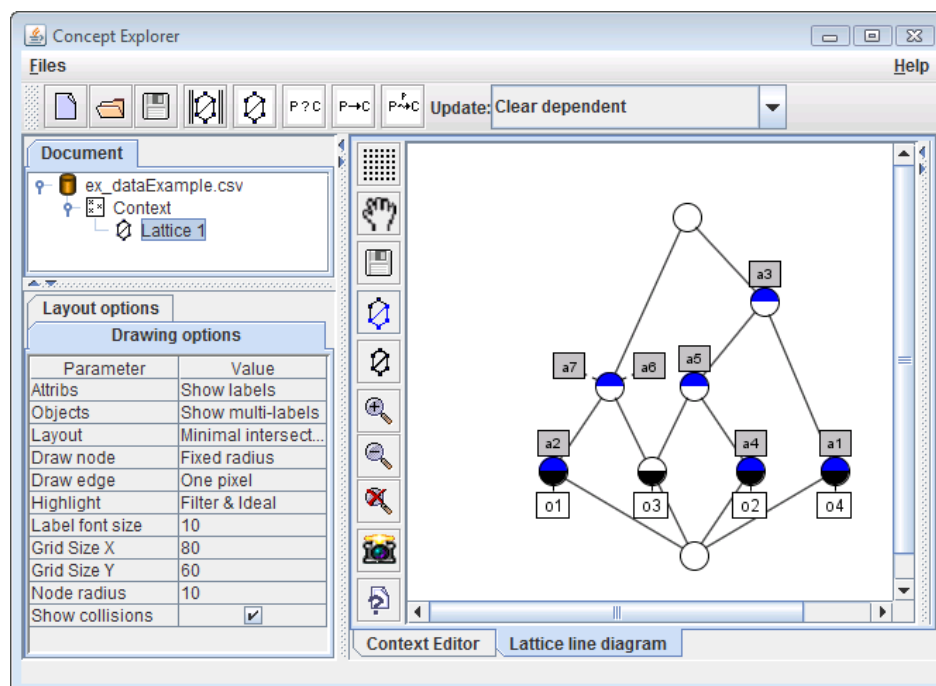 Concept Explorer
Files Help
P?C P→C P↝C Update: Clear dependent
Document
ex_dataExample.csv
Context
Lattice 1
Layout options
Drawing options
Parameter Value
Attribs Show labels
Objects Show multi-labels
Layout Minimal intersect...
Draw node Fixed radius
Draw edge One pixel
Highlight Filter & Ideal
Label font size 10
Grid Size X 80
Grid Size Y 60
Node radius 10
Show collisions
a3
a7 a6 a5
a2 a4 a1
o1 o3 o2 o4
Context Editor Lattice line diagram